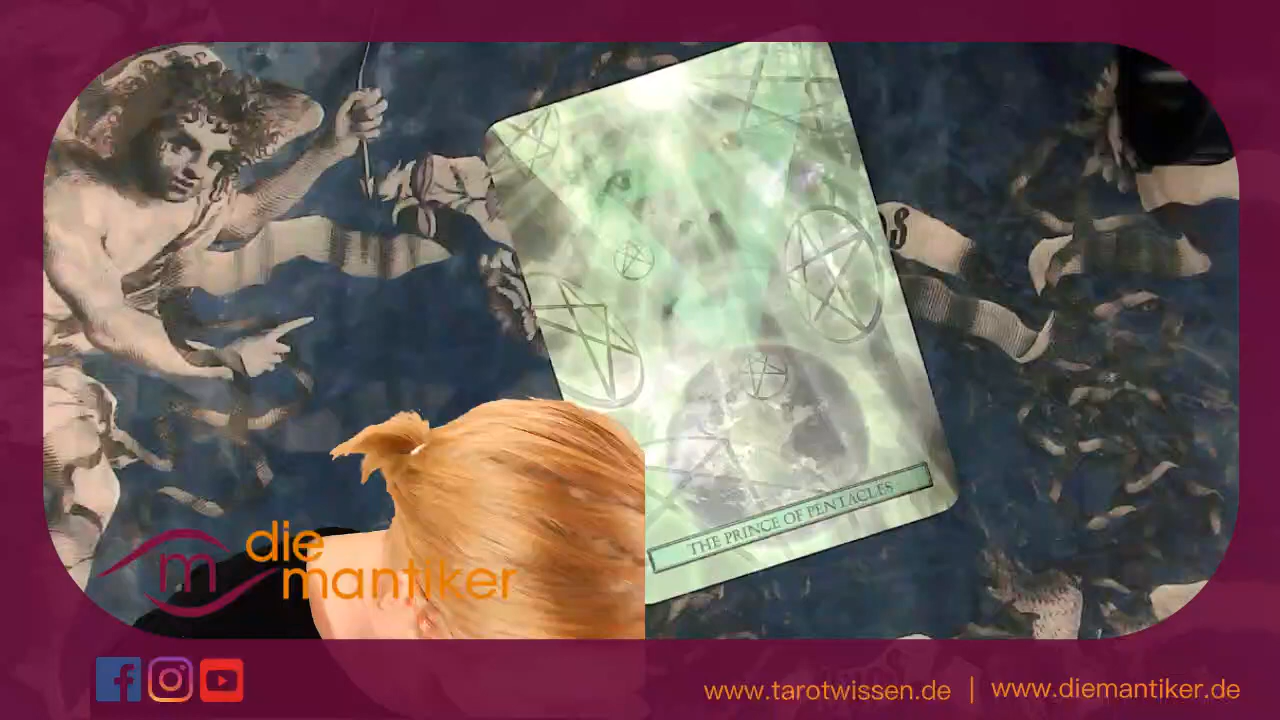 THE PRINCE OF PENTACLES
m
die
mantiker
www.tarotwissen.de | www.diemantiker.de